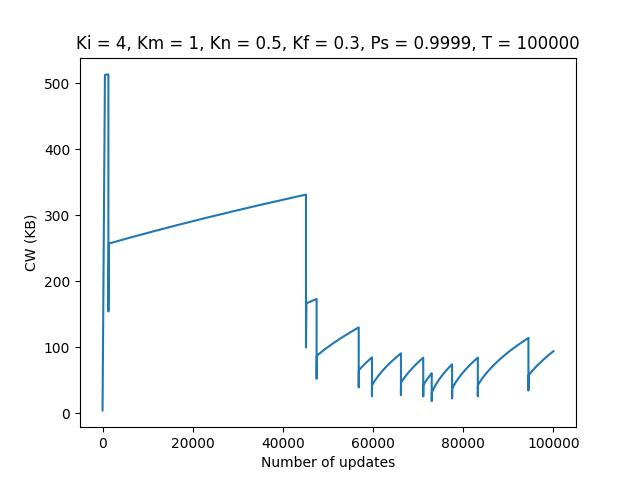 Ki = 4, Km = 1, Kn = 0.5, Kf = 0.3, Ps = 0.9999, T = 100000
500
400
300
200
100
0
CW (KB)
0 20000 40000 60000 80000 100000
Number of updates